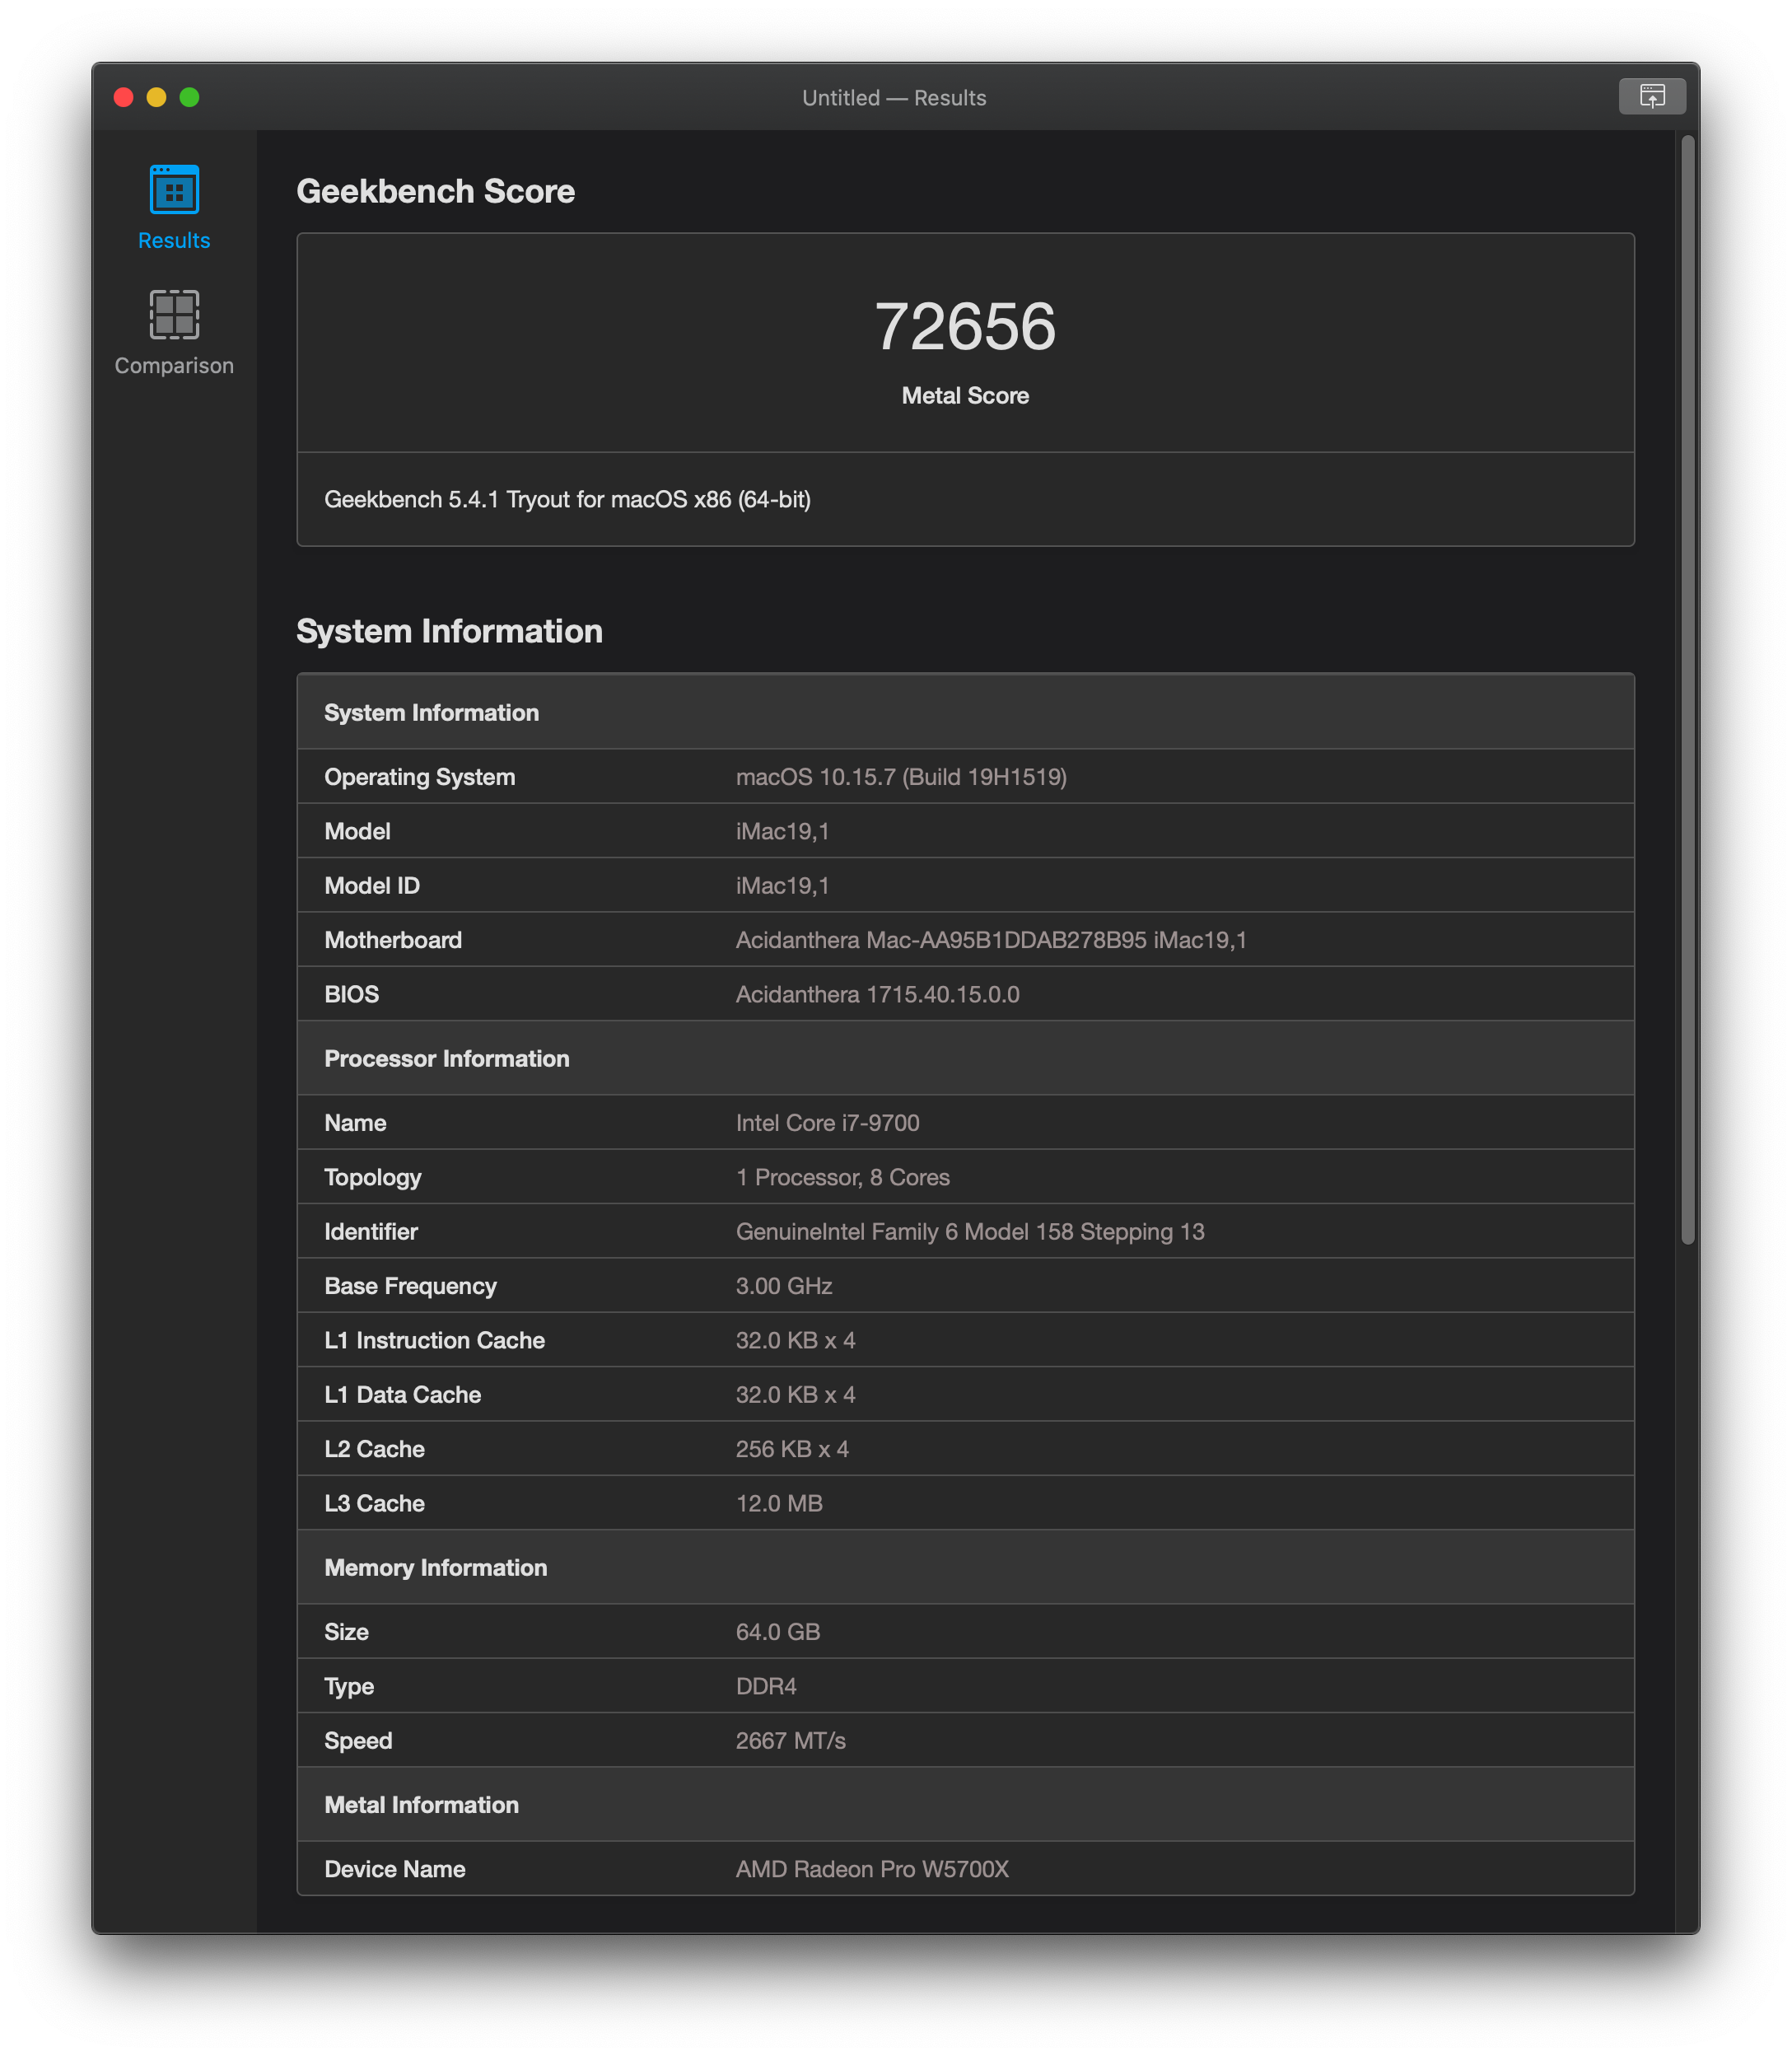 Untitled — Results
Results
Comparison
Geekbench Score
72656
Metal Score
Geekbench 5.4.1 Tryout for macOS x86 (64-bit)
System Information
System Information
Operating System macOS 10.15.7 (Build 19H1519)
Model iMac19,1
Model ID iMac19,1
Motherboard Acidanthera Mac-AA95B1DDAB278B95 iMac19,1
BIOS Acidanthera 1715.40.15.0.0
Processor Information
Name Intel Core i7-9700
Topology 1 Processor, 8 Cores
Identifier GenuineIntel Family 6 Model 158 Stepping 13
Base Frequency 3.00 GHz
L1 Instruction Cache 32.0 KB x 4
L1 Data Cache 32.0 KB x 4
L2 Cache 256 KB x 4
L3 Cache 12.0 MB
Memory Information
Size 64.0 GB
Type DDR4
Speed 2667 MT/s
Metal Information
Device Name AMD Radeon Pro W5700X